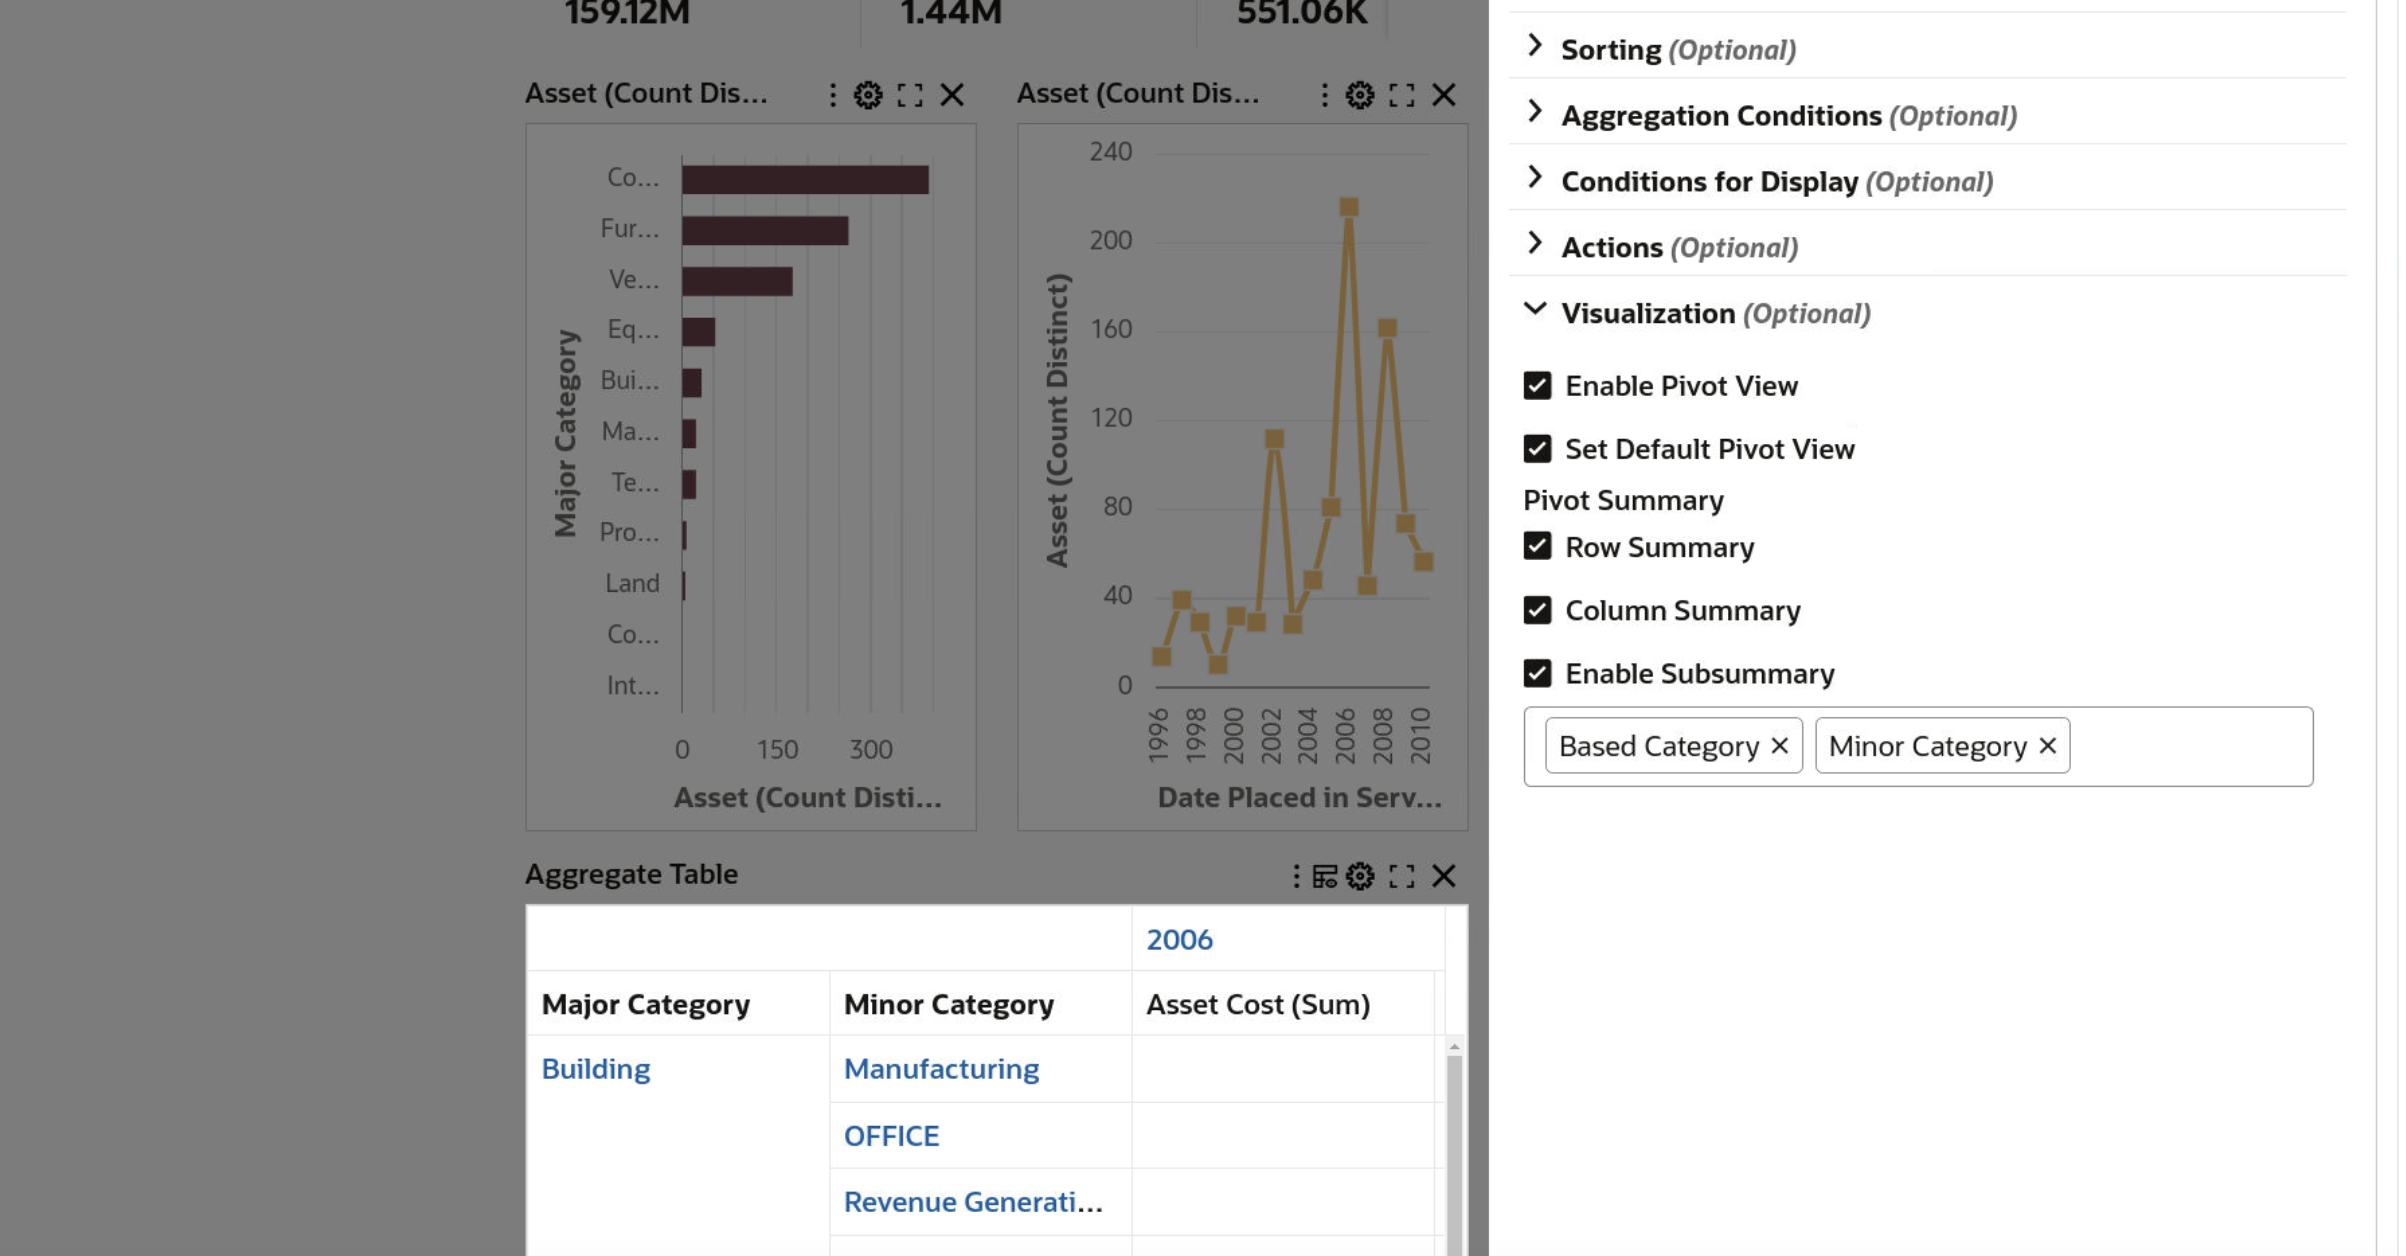 159.12M
1.44M
551.06K
Asset (Count Dis...
Co...
Fur...
Ve...
Eq...
Bui...
Ma...
Te...
Pro...
Land
Co...
Int...
Major Category
0 150 300
Asset (Count Disti...
Asset (Count Dis...
240
200
160
120
80
40
0
Asset (Count Distinct)
1996 1998 2000 2002 2004 2006 2008 2010
Date Placed in Serv...
Aggregate Table
2006
Major Category Minor Category Asset Cost (Sum)
Building Manufacturing
OFFICE
Revenue Generati...
Sorting (Optional)
Aggregation Conditions (Optional)
Conditions for Display (Optional)
Actions (Optional)
Visualization (Optional)
Enable Pivot View
Set Default Pivot View
Pivot Summary
Row Summary
Column Summary
Enable Subsummary
Based Category Minor Category